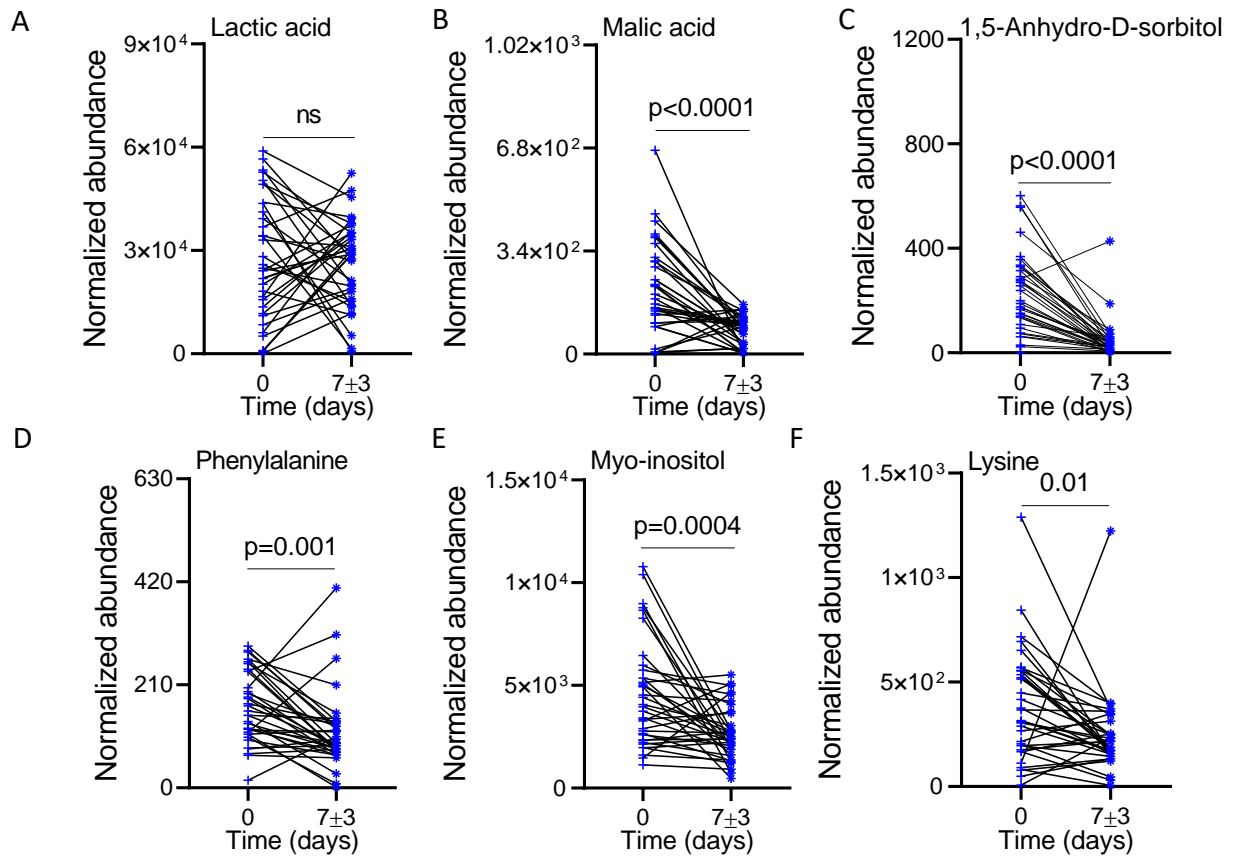 A
Lactic acid
Normalized abundance
9×10⁴
6×10⁴
3×10⁴
0
ns
0
7±3
Time (days)
B
Malic acid
Normalized abundance
1.02×10³
6.8×10²
3.4×10²
0
p<0.0001
0
7±3
Time (days)
C
1,5-Anhydro-D-sorbitol
Normalized abundance
1200
800
400
0
p<0.0001
0
7±3
Time (days)
D
Phenylalanine
Normalized abundance
630
420
210
0
p=0.001
0
7±3
Time (days)
E
Myo-inositol
Normalized abundance
1.5×10⁴
1×10⁴
5×10³
0
p=0.0004
0
7±3
Time (days)
F
Lysine
Normalized abundance
1.5×10³
1×10³
5×10²
0
0.01
0
7±3
Time (days)